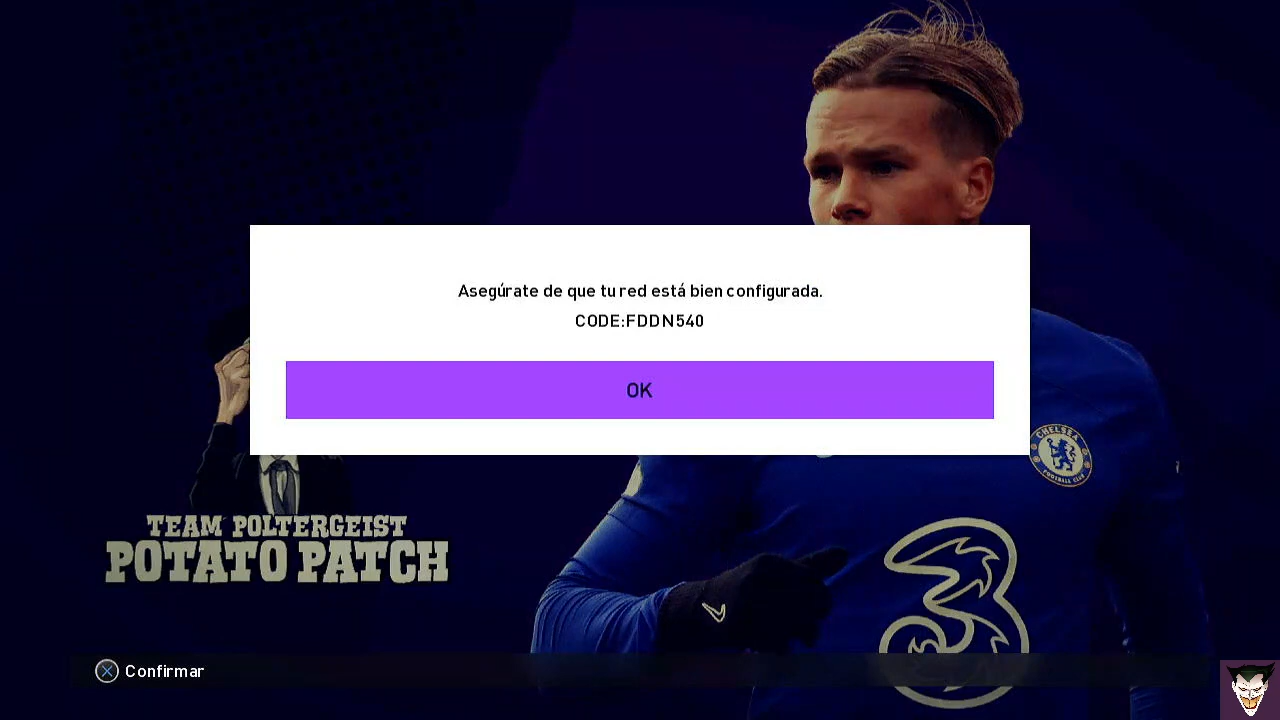 Asegúrate de que tu red está bien configurada.
CODE:FDDN540
OK
CHELSEA
FOOTBALL CLUB
TEAM POLTERGEIST
POTATO PATCH
3
Confirmar